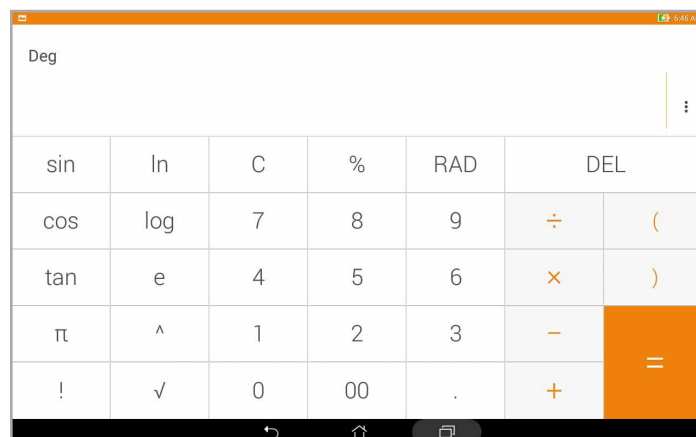 6:46 A
Deg
sin ln C % RAD DEL
cos log 7 8 9 ÷ (
tan e 4 5 6 × )
π ^ 1 2 3 −
=
! √ 0 00 . +